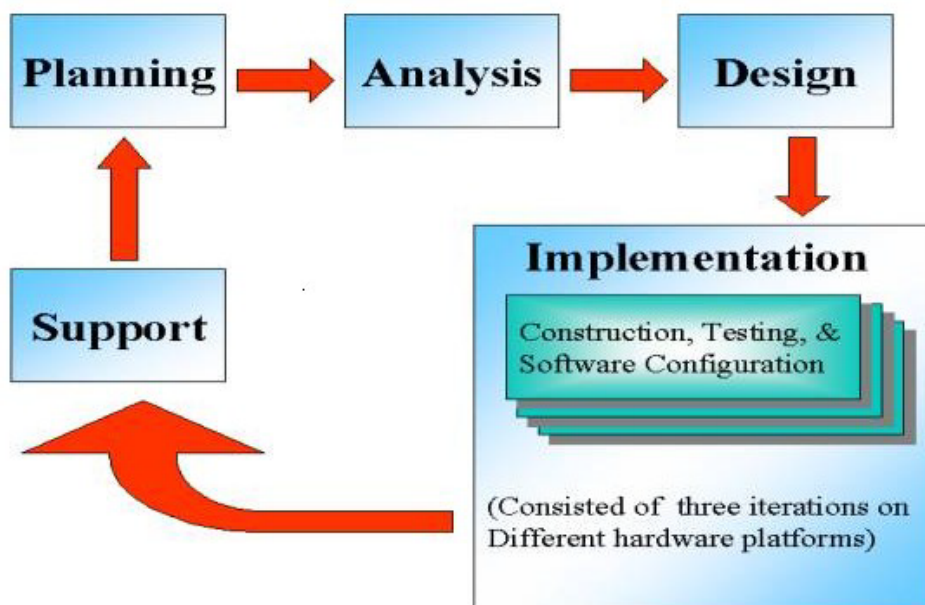 Planning
Analysis
Design
Implementation
Construction, Testing, &
Software Configuration
(Consisted of three iterations on
Different hardware platforms)
Support